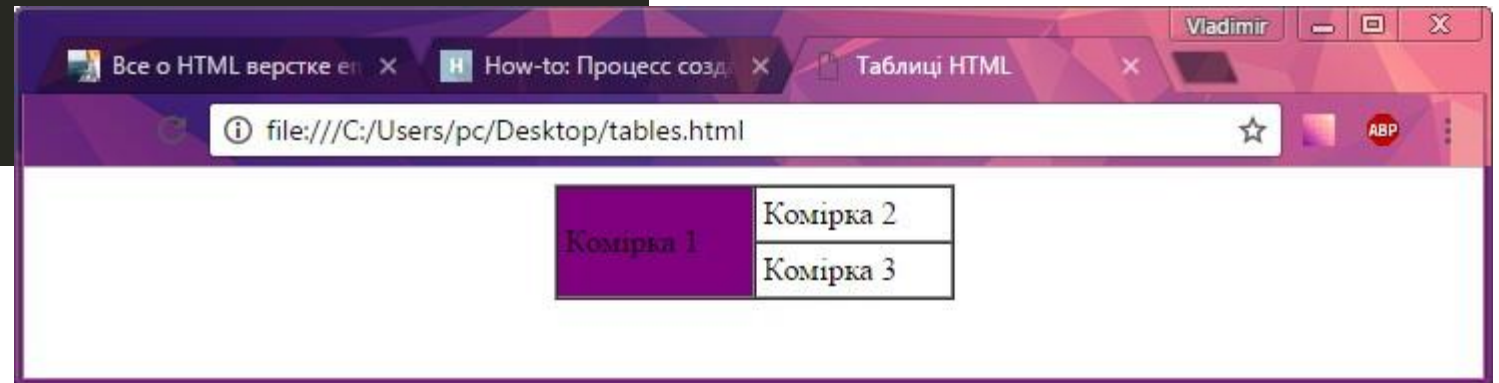 Vladimir
Все о HTML верстке em
H How-to: Процесс созд
Таблиці HTML
file:///C:/Users/pc/Desktop/tables.html
ABP
Комірка 1
Комірка 2
Комірка 3